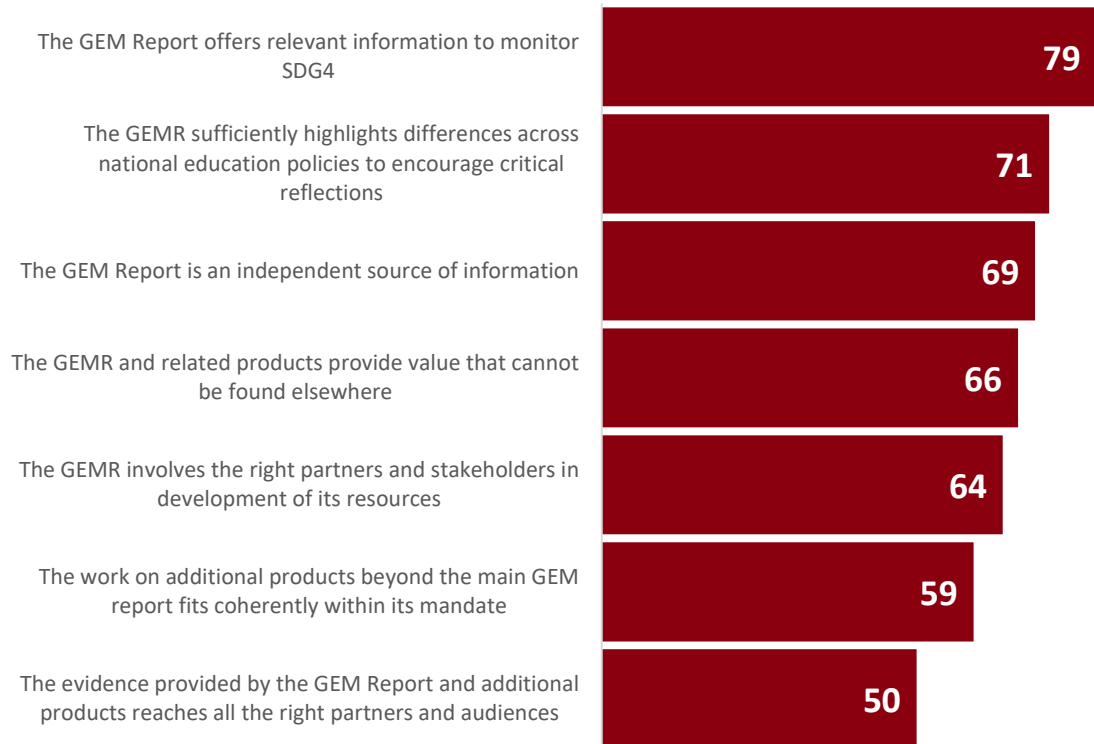 The GEM Report offers relevant information to monitor
SDG4
79
The GEMR sufficiently highlights differences across
national education policies to encourage critical
reflections
71
The GEM Report is an independent source of information
69
The GEMR and related products provide value that cannot
be found elsewhere
66
The GEMR involves the right partners and stakeholders in
development of its resources
64
The work on additional products beyond the main GEM
report fits coherently within its mandate
59
The evidence provided by the GEM Report and additional
products reaches all the right partners and audiences
50